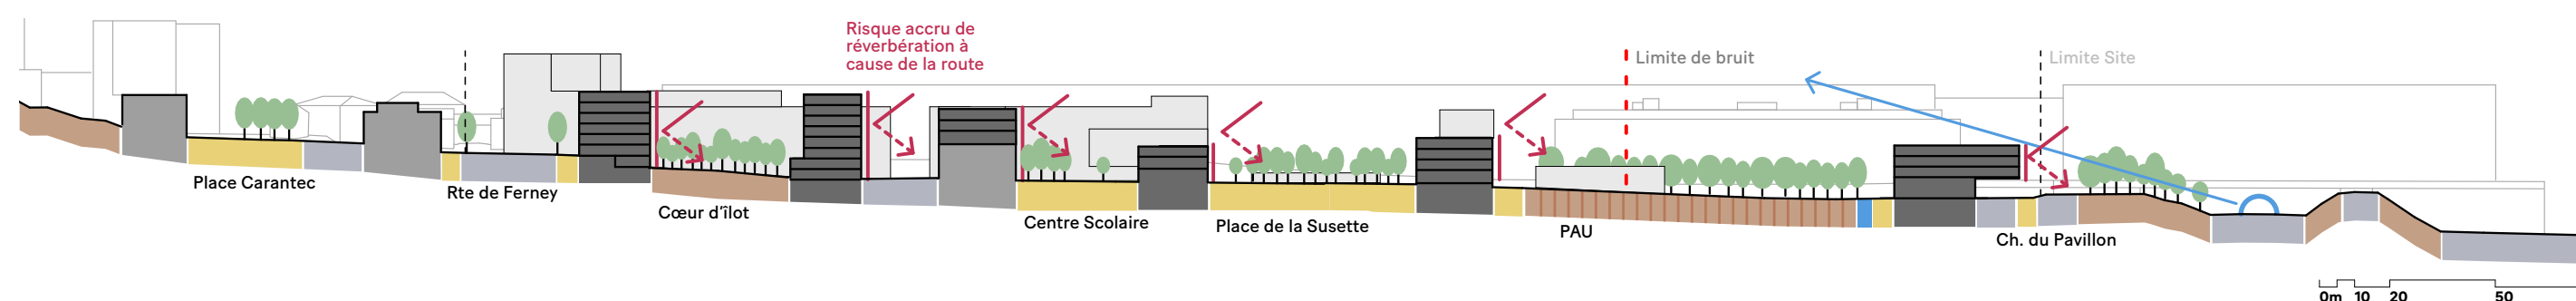 Risque accru de
réverbération à
cause de la route
Limite de bruit
Limite Site
Place Carantec
Rte de Ferney
Cœur d'îlot
Centre Scolaire
Place de la Susette
PAU
Ch. du Pavillon
0m 10 20 50